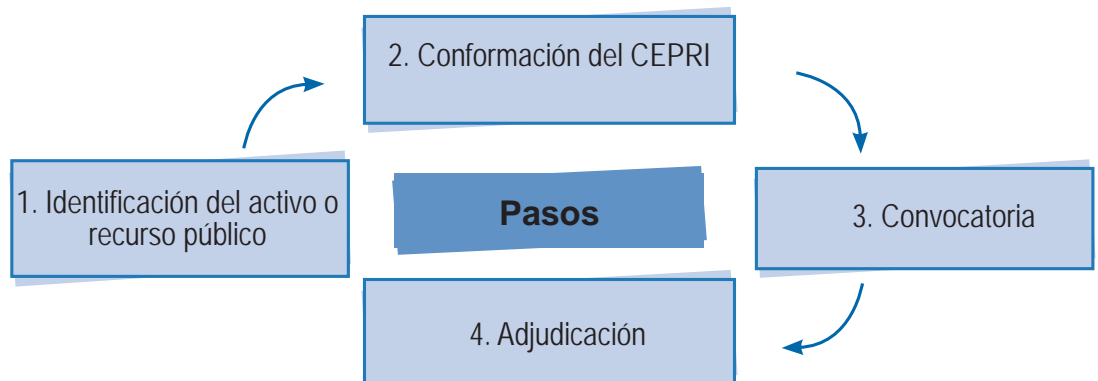 2. Conformación del CEPRI
1. Identificación del activo o
recurso público
Pasos
3. Convocatoria
4. Adjudicación